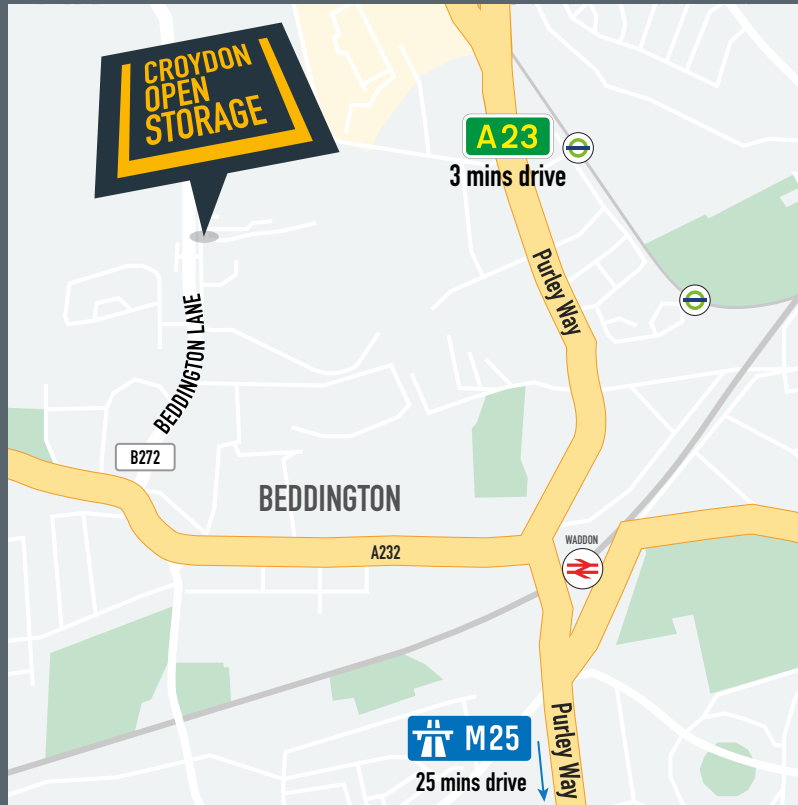 CROYDON
OPEN
STORAGE
A23
3 mins drive
Purley Way
BEDDINGTON LANE
B272
BEDDINGTON
A232
WADDON
M25
25 mins drive
Purley Way